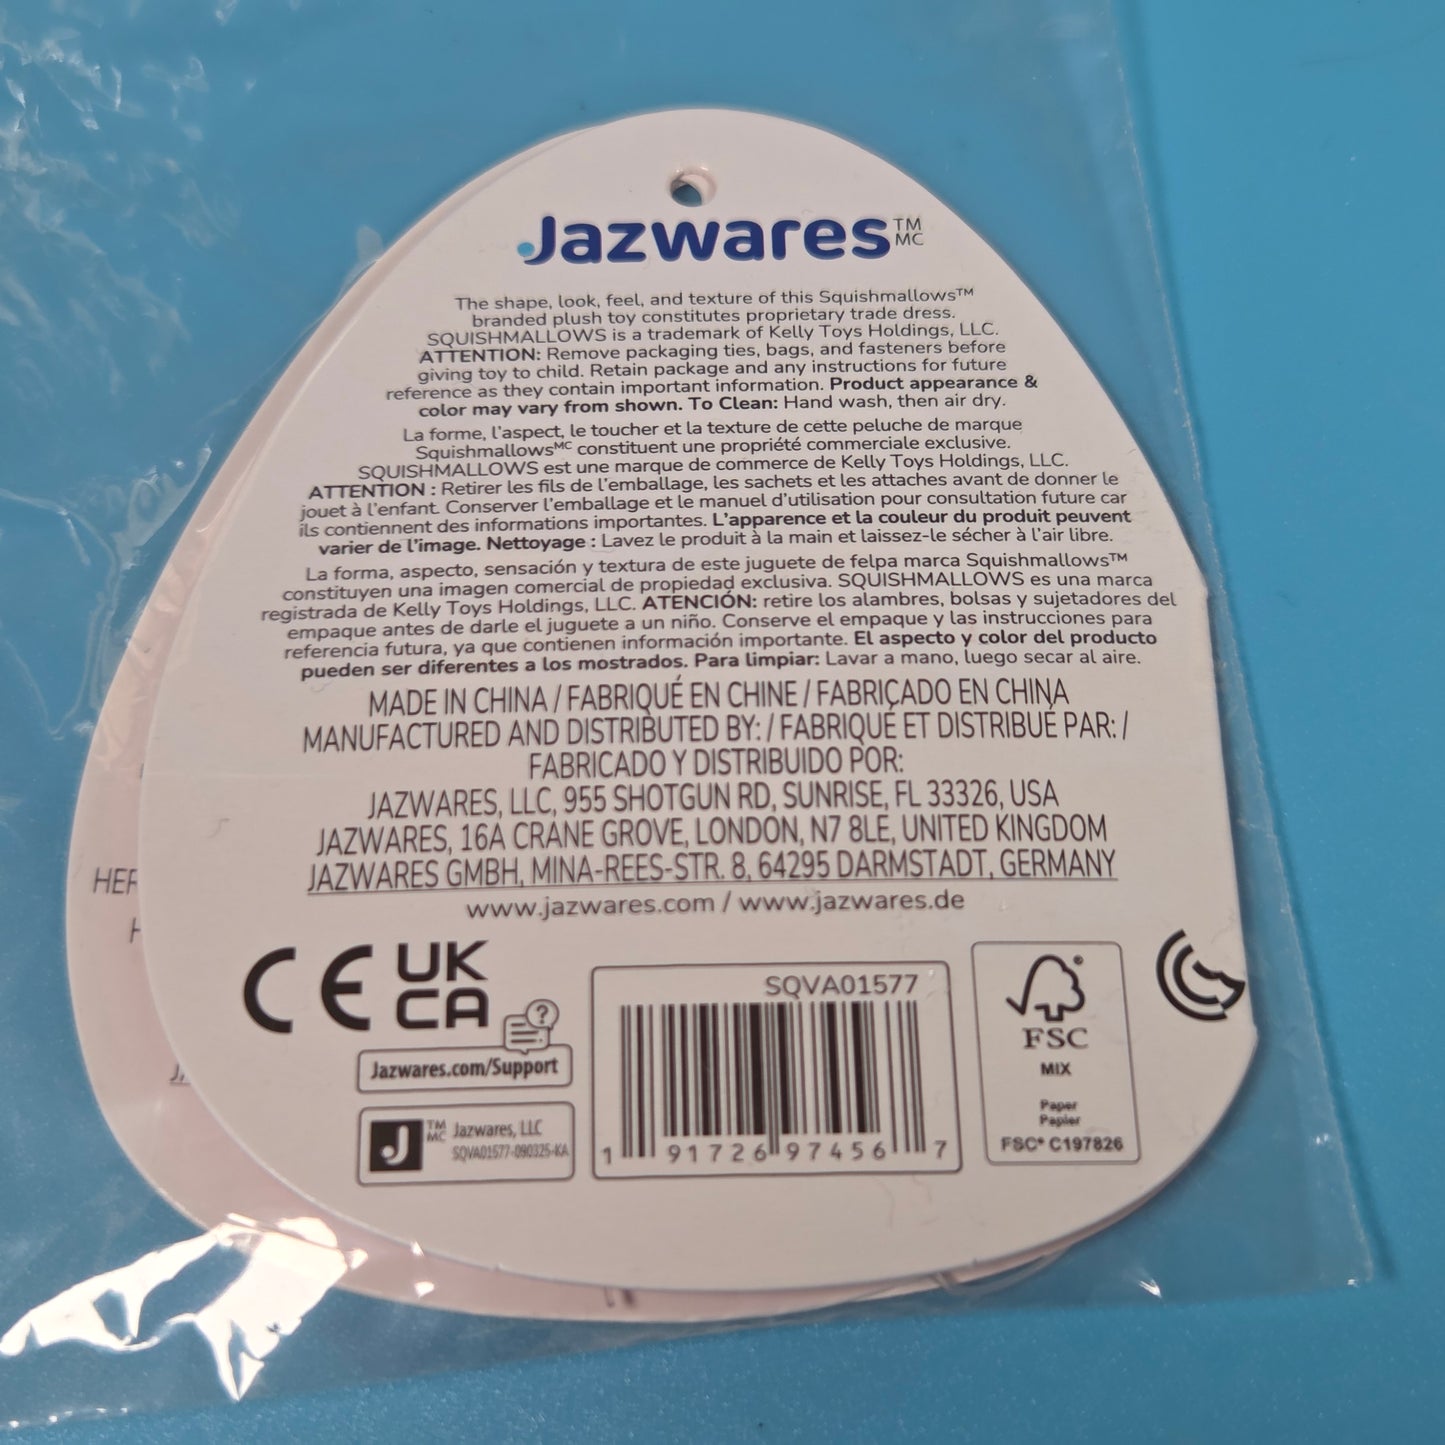 Jazwares™ MC
The shape, look, feel, and texture of this Squishmallows™
branded plush toy constitutes proprietary trade dress.
SQUISHMALLOWS is a trademark of Kelly Toys Holdings, LLC.
ATTENTION: Remove packaging ties, bags, and fasteners before
giving toy to child. Retain package and any instructions for future
reference as they contain important information. Product appearance &
color may vary from shown. To Clean: Hand wash, then air dry.
La forme, l'aspect, le toucher et la texture de cette peluche de marque
Squishmallowsᴹᶜ constituent une propriété commerciale exclusive.
SQUISHMALLOWS est une marque de commerce de Kelly Toys Holdings, LLC.
ATTENTION : Retirer les fils de l'emballage, les sachets et les attaches avant de donner le
jouet à l'enfant. Conserver l'emballage et le manuel d'utilisation pour consultation future car
ils contiennent des informations importantes. L'apparence et la couleur du produit peuvent
varier de l'image. Nettoyage : Lavez le produit à la main et laissez-le sécher à l'air libre.
La forma, aspecto, sensación y textura de este juguete de felpa marca Squishmallows™
constituyen una imagen comercial de propiedad exclusiva. SQUISHMALLOWS es una marca
registrada de Kelly Toys Holdings, LLC. ATENCIÓN: retire los alambres, bolsas y sujetadores del
empaque antes de darle el juguete a un niño. Conserve el empaque y las instrucciones para
referencia futura, ya que contienen información importante. El aspecto y color del producto
pueden ser diferentes a los mostrados. Para limpiar: Lavar a mano, luego secar al aire.
MADE IN CHINA / FABRIQUÉ EN CHINE / FABRICADO EN CHINA
MANUFACTURED AND DISTRIBUTED BY: / FABRIQUÉ ET DISTRIBUÉ PAR: /
FABRICADO Y DISTRIBUIDO POR:
JAZWARES, LLC, 955 SHOTGUN RD, SUNRISE, FL 33326, USA
JAZWARES, 16A CRANE GROVE, LONDON, N7 8LE, UNITED KINGDOM
JAZWARES GMBH, MINA-REES-STR. 8, 64295 DARMSTADT, GERMANY
www.jazwares.com / www.jazwares.de
CE
UK
CA
?
Jazwares.com/Support
J ™ MC Jazwares, LLC
SQVA01577-090325-KA
SQVA01577
1 91726 97456 7
®
FSC
MIX
Paper
Papier
FSC® C197826
HER